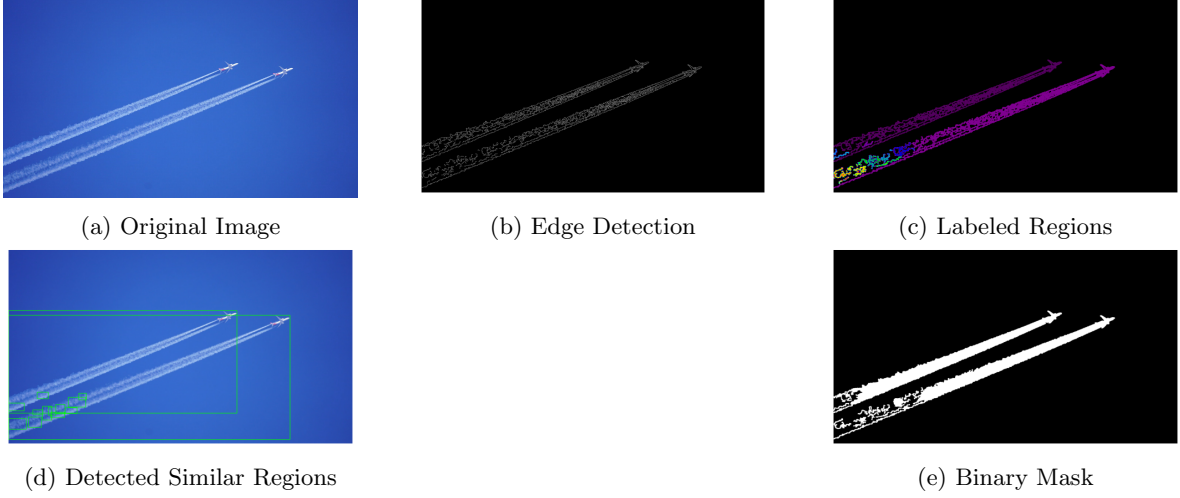 (a) Original Image
(b) Edge Detection
(c) Labeled Regions
(d) Detected Similar Regions
(e) Binary Mask